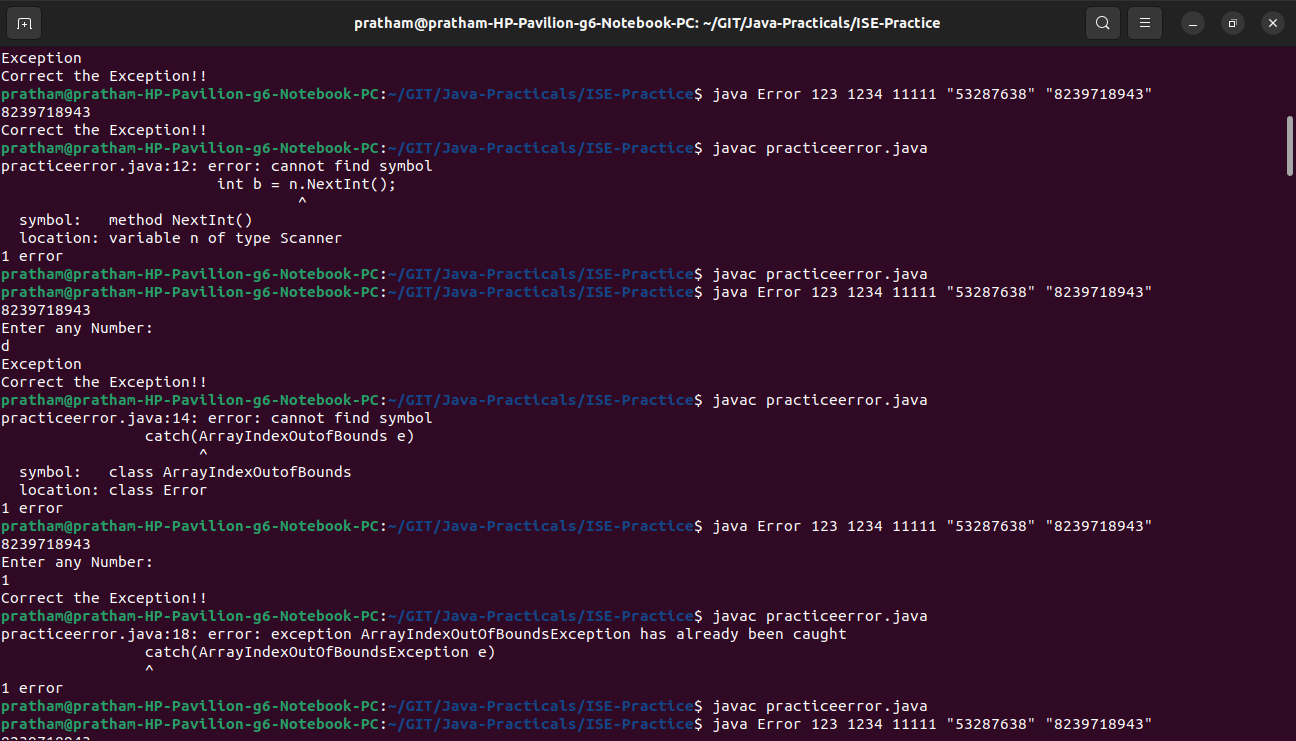 pratham@pratham-HP-Pavilion-g6-Notebook-PC: ~/GIT/Java-Practicals/ISE-Practice
Exception
Correct the Exception!!
pratham@pratham-HP-Pavilion-g6-Notebook-PC:~/GIT/Java-Practicals/ISE-Practice$ java Error 123 1234 11111 "53287638" "8239718943"
8239718943
Correct the Exception!!
pratham@pratham-HP-Pavilion-g6-Notebook-PC:~/GIT/Java-Practicals/ISE-Practice$ javac practiceerror.java
practiceerror.java:12: error: cannot find symbol
                        int b = n.NextInt();
                                 ^
  symbol:   method NextInt()
  location: variable n of type Scanner
1 error
pratham@pratham-HP-Pavilion-g6-Notebook-PC:~/GIT/Java-Practicals/ISE-Practice$ javac practiceerror.java
pratham@pratham-HP-Pavilion-g6-Notebook-PC:~/GIT/Java-Practicals/ISE-Practice$ java Error 123 1234 11111 "53287638" "8239718943"
8239718943
Enter any Number:
d
Exception
Correct the Exception!!
pratham@pratham-HP-Pavilion-g6-Notebook-PC:~/GIT/Java-Practicals/ISE-Practice$ javac practiceerror.java
practiceerror.java:14: error: cannot find symbol
                catch(ArrayIndexOutofBounds e)
                      ^
  symbol:   class ArrayIndexOutofBounds
  location: class Error
1 error
pratham@pratham-HP-Pavilion-g6-Notebook-PC:~/GIT/Java-Practicals/ISE-Practice$ java Error 123 1234 11111 "53287638" "8239718943"
8239718943
Enter any Number:
1
Correct the Exception!!
pratham@pratham-HP-Pavilion-g6-Notebook-PC:~/GIT/Java-Practicals/ISE-Practice$ javac practiceerror.java
practiceerror.java:18: error: exception ArrayIndexOutOfBoundsException has already been caught
                catch(ArrayIndexOutOfBoundsException e)
                ^
1 error
pratham@pratham-HP-Pavilion-g6-Notebook-PC:~/GIT/Java-Practicals/ISE-Practice$ javac practiceerror.java
pratham@pratham-HP-Pavilion-g6-Notebook-PC:~/GIT/Java-Practicals/ISE-Practice$ java Error 123 1234 11111 "53287638" "8239718943"